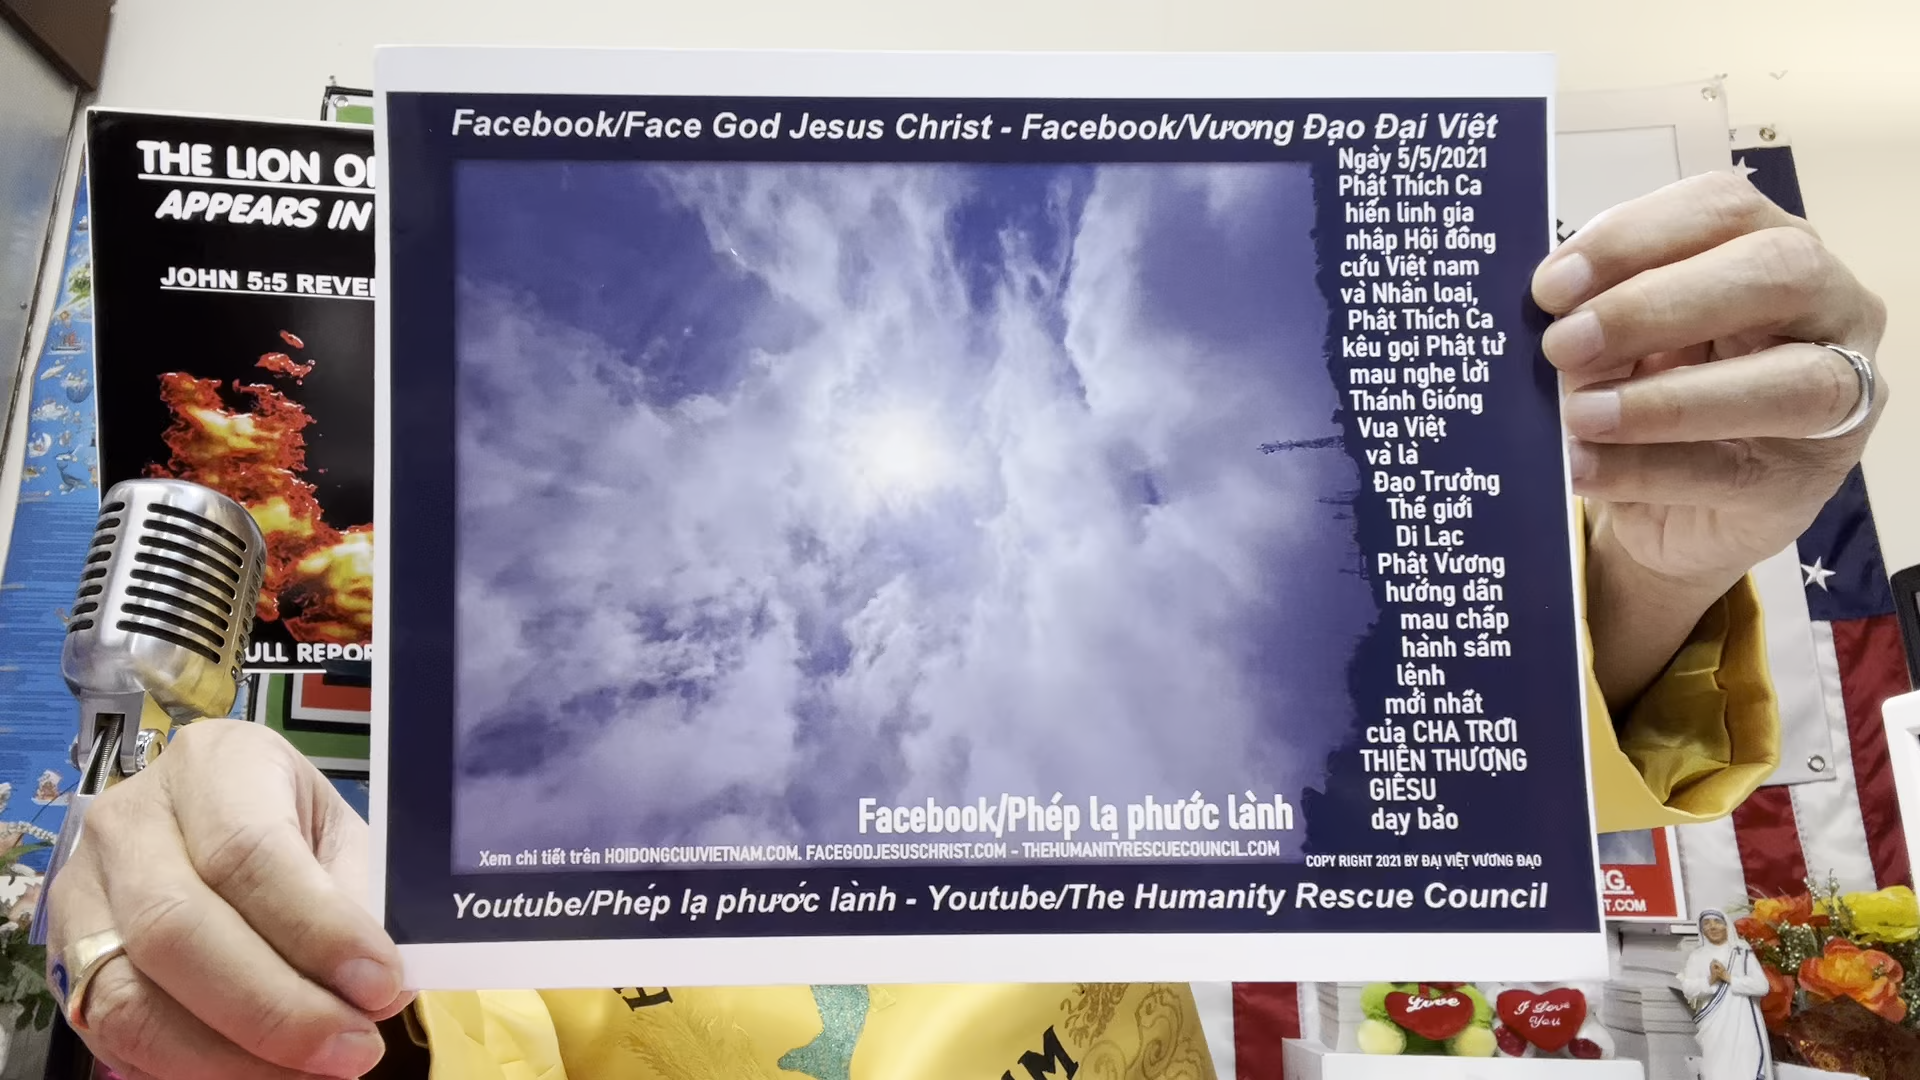 Facebook/Face God Jesus Christ - Facebook/Vương Đạo Đại Việt
Ngày 5/5/2021
Phật Thích Ca
hiển linh gia
nhập Hội đồng
cứu Việt nam
và Nhân loại,
Phật Thích Ca
kêu gọi Phật tử
mau nghe lời
Thánh Gióng
Vua Việt
và là
Đạo Trưởng
Thế giới
Di Lạc
Phật Vương
hướng dẫn
mau chấp
hành sấm
lệnh
mới nhất
của CHA TRỜI
THIÊN THƯỢNG
GIÊSU
dạy bảo
Facebook/Phép lạ phước lành
Xem chi tiết trên HOIDONGCUUVIETNAM.COM. FACEGODJESUSCHRIST.COM - THEHUMANITYRESCUECOUNCIL.COM
COPY RIGHT 2021 BY ĐẠI VIỆT VƯƠNG ĐẠO
Youtube/Phép lạ phước lành - Youtube/The Humanity Rescue Council
THE LION
APPEARS IN
JOHN 5:5
Love
I Love
You